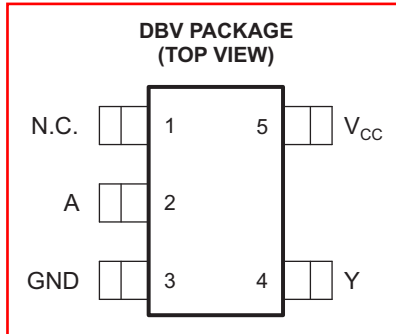 DBV PACKAGE
(TOP VIEW)
N.C. 1 5 VCC
A 2
GND 3 4 Y